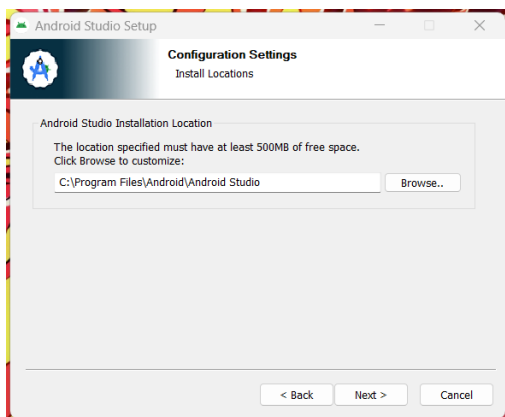 Android Studio Setup
Configuration Settings
Install Locations
Android Studio Installation Location
The location specified must have at least 500MB of free space.
Click Browse to customize:
C:\Program Files\Android\Android Studio
Browse..
< Back
Next >
Cancel